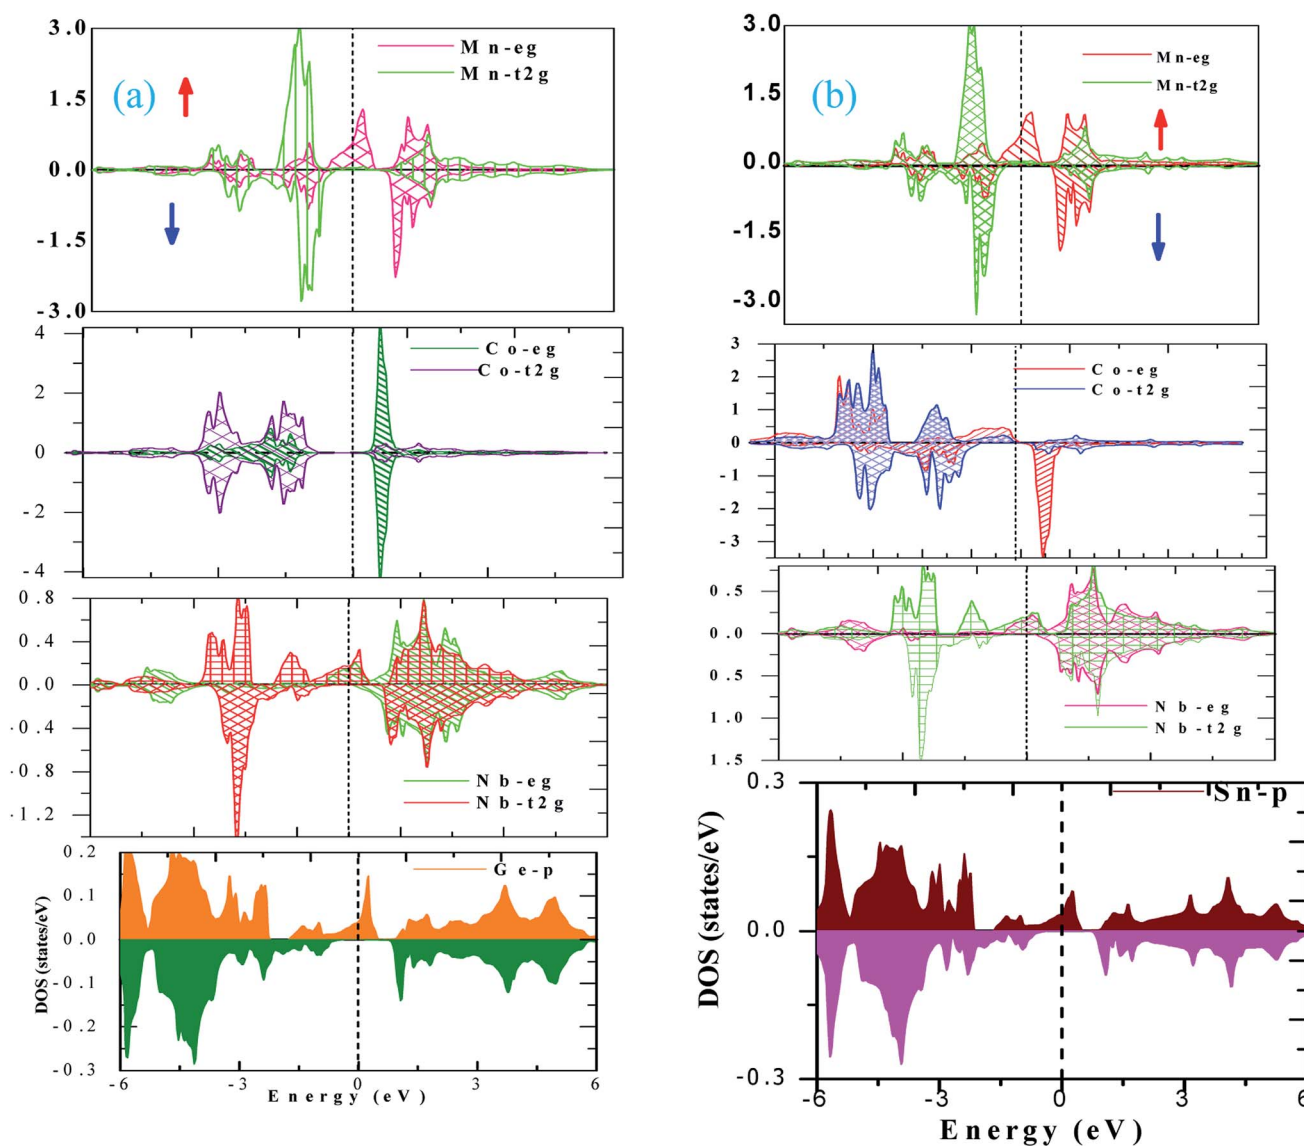 (a)
3.0
1.5
0.0
-1.5
-3.0
Mn-eg
Mn-t2g
4
2
0
-2
-4
Co-eg
Co-t2g
0.8
0.4
0.0
.0.4
.0.8
.1.2
Nb-eg
Nb-t2g
0.2
0.1
0.0
-0.1
-0.2
-0.3
DOS (states/eV)
Ge-p
-6
-3
0
3
6
Energy (eV)
(b)
3.0
1.5
0.0
-1.5
-3.0
Mn-eg
Mn-t2g
3
2
1
0
-1
-2
-3
Co-eg
Co-t2g
0.5
0.0
0.5
1.0
1.5
Nb-eg
Nb-t2g
0.3
0.0
-0.3
DOS (states/eV)
Sn-p
-6
-3
0
3
6
Energy (eV)